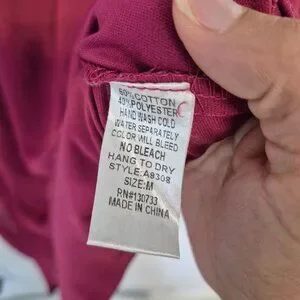 60% COTTON
40% POLYESTER
HAND WASH COLD
WATER SEPARATELY
COLOR WILL BLEED
NO BLEACH
HANG TO DRY
STYLE:A8308
SIZE:M
RN#130733
MADE IN CHINA